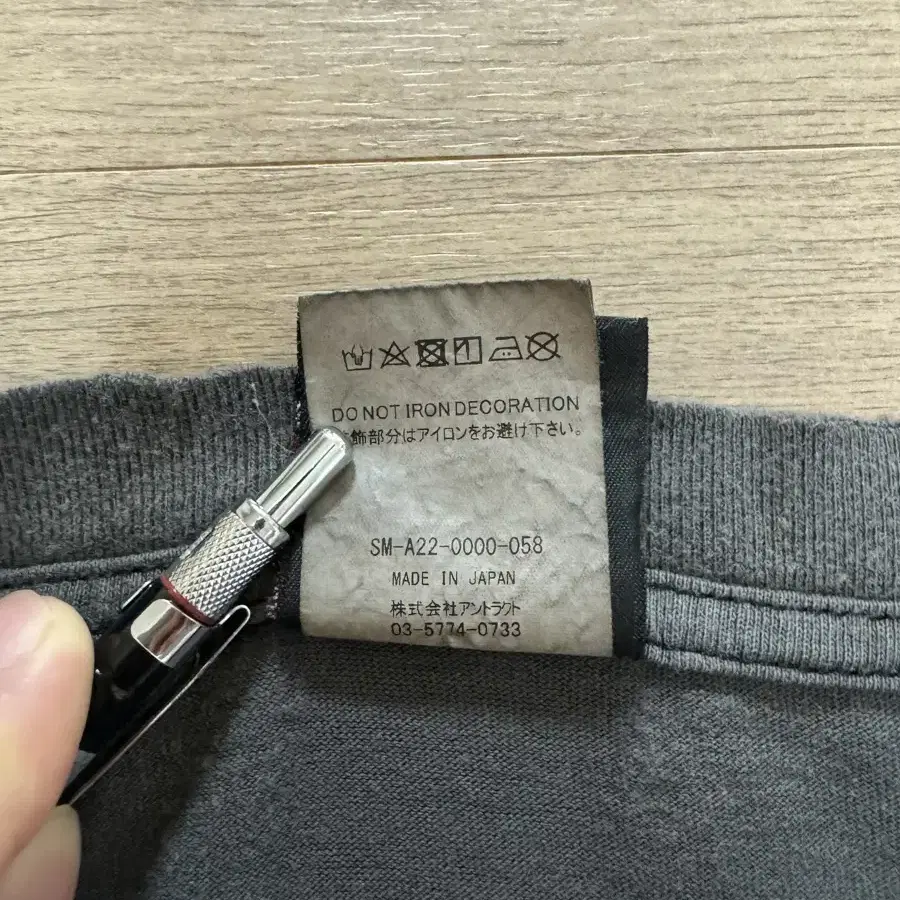 DO NOT IRON DECORATION
飾部分はアイロンをお避け下さい。
SM-A22-0000-058
MADE IN JAPAN
株式会社アントラクト
03-5774-0733